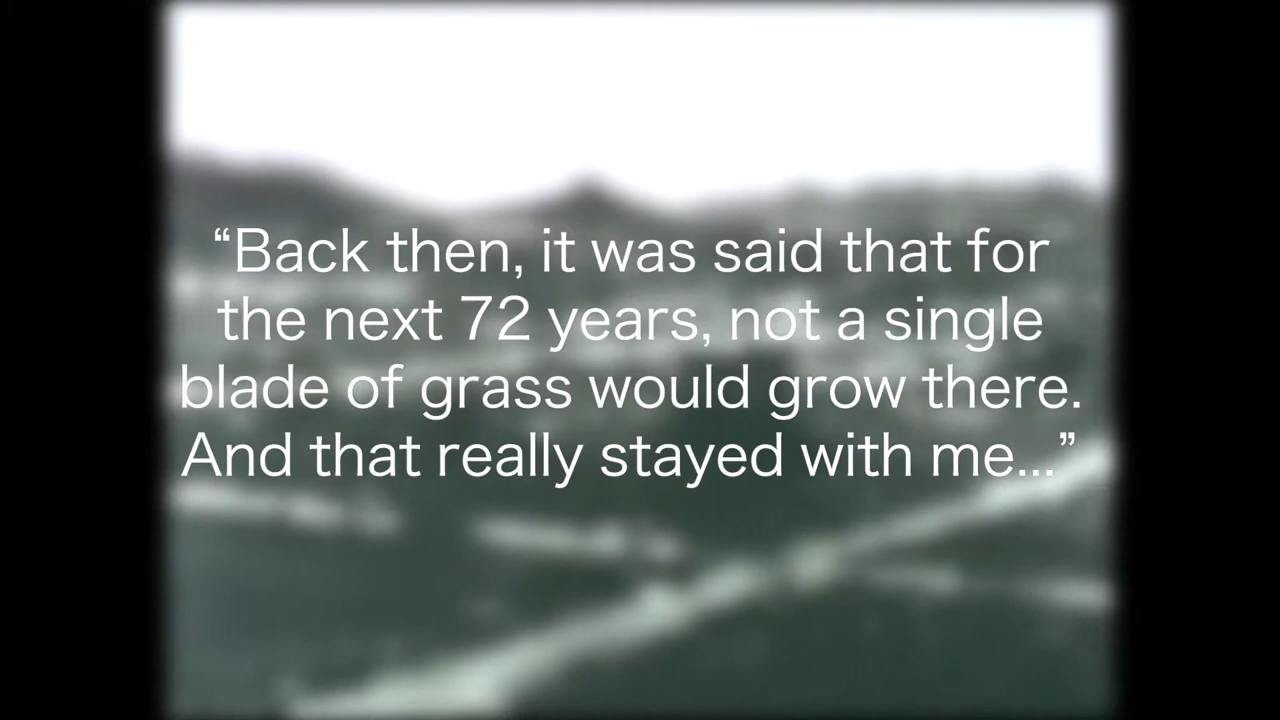 “Back then, it was said that for
the next 72 years, not a single
blade of grass would grow there.
And that really stayed with me...”